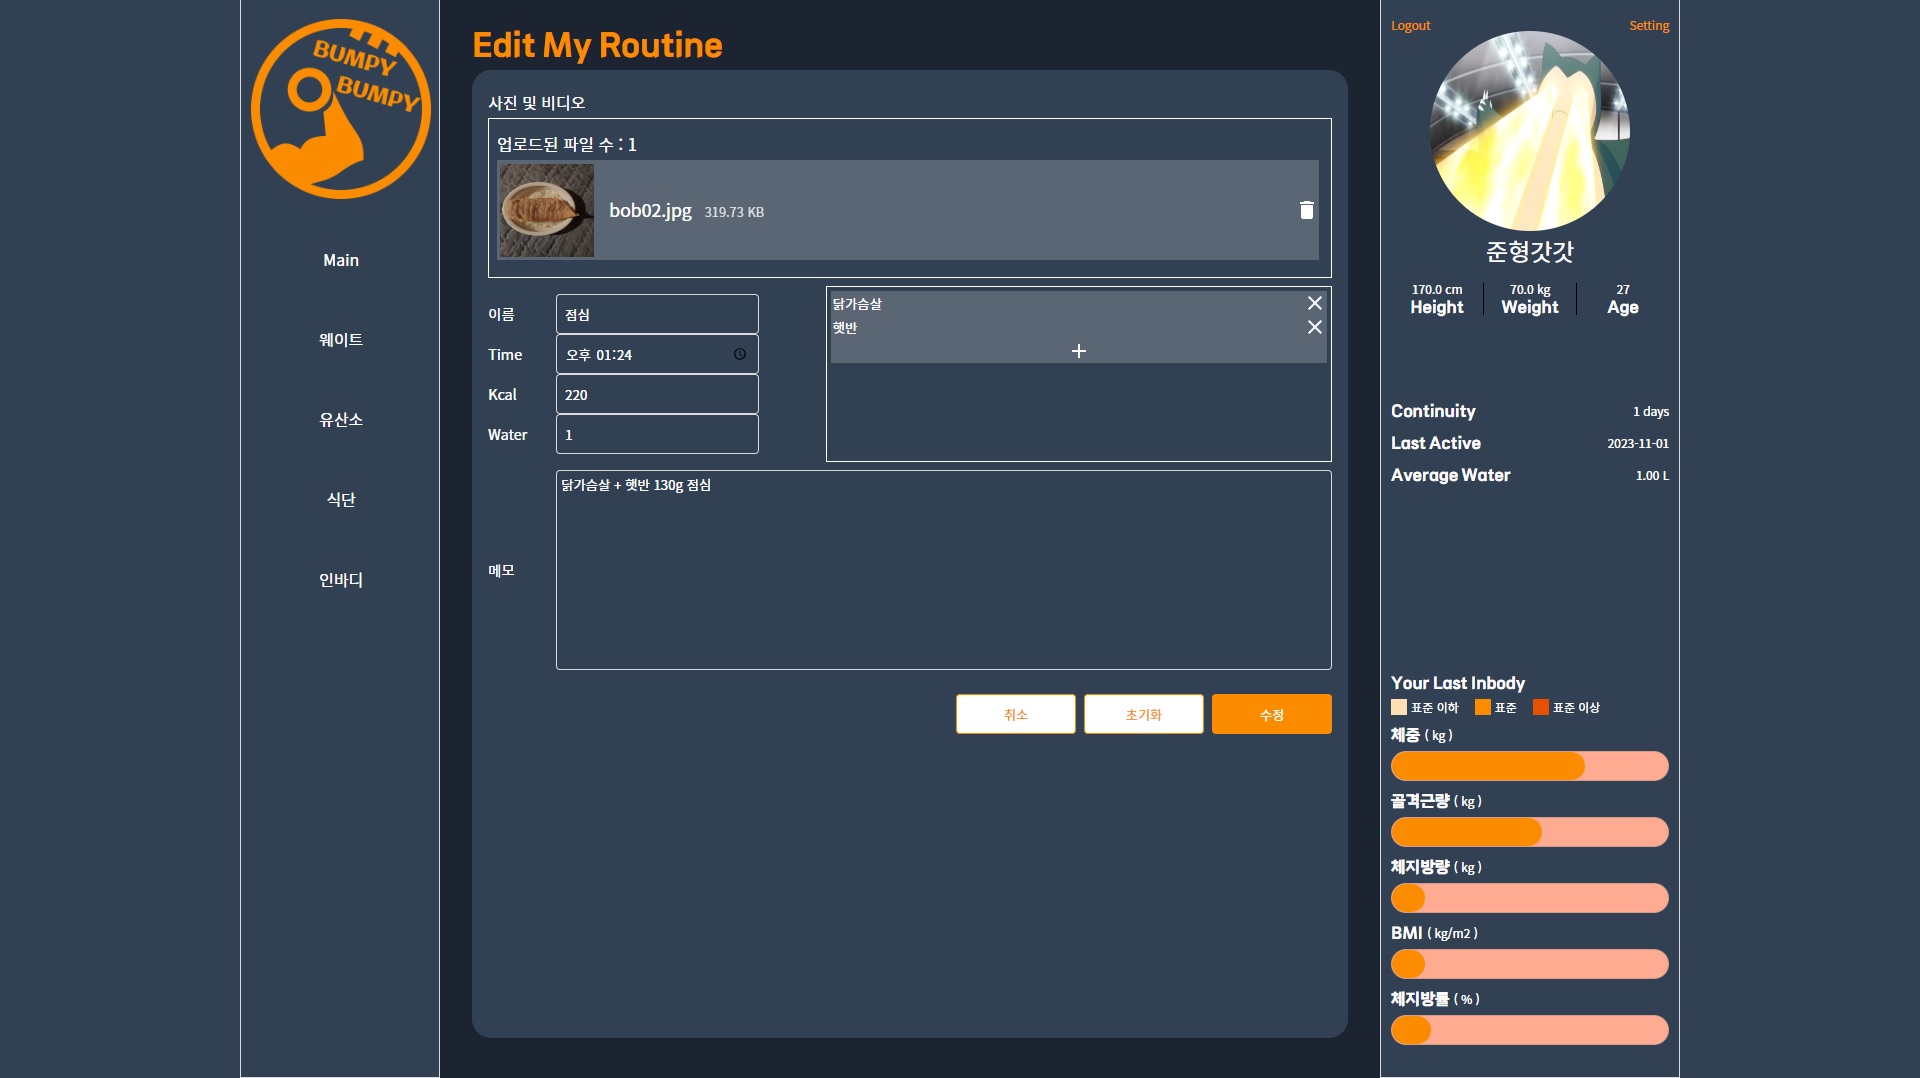 BUMPY
BUMPY
Main
웨이트
유산소
식단
인바디
Edit My Routine
사진 및 비디오
업로드된 파일 수 : 1
bob02.jpg 319.73 KB
이름 점심
Time 오후 01:24
Kcal 220
Water 1
닭가슴살
햇반
메모
닭가슴살 + 햇반 130g 점심
취소 초기화 수정
Logout Setting
준형갓갓
170.0 cm 70.0 kg 27
Height Weight Age
Continuity 1 days
Last Active 2023-11-01
Average Water 1.00 L
Your Last Inbody
표준 이하 표준 표준 이상
체중 ( kg )
골격근량 ( kg )
체지방량 ( kg )
BMI ( kg/m2 )
체지방률 ( % )